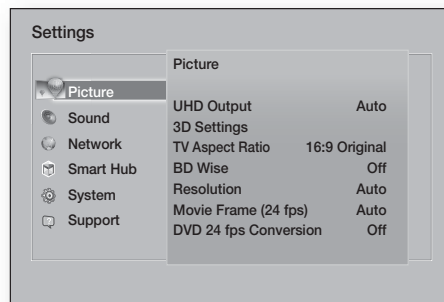 Settings
Picture
Sound
Network
Smart Hub
System
Support
Picture
UHD Output Auto
3D Settings
TV Aspect Ratio 16:9 Original
BD Wise Off
Resolution Auto
Movie Frame (24 fps) Auto
DVD 24 fps Conversion Off